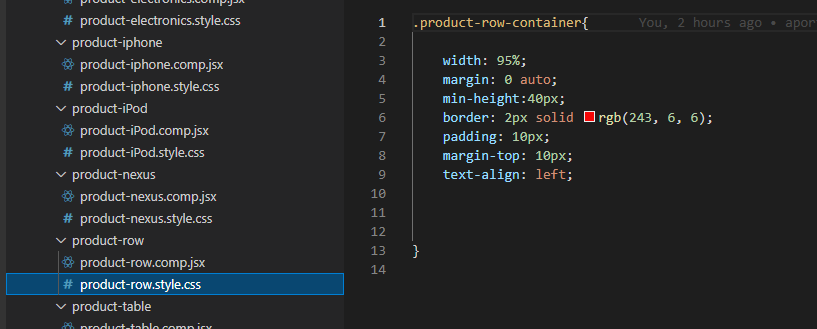 product-electronics.comp.jsx
product-electronics.style.css
product-iphone
product-iphone.comp.jsx
product-iphone.style.css
product-iPod
product-iPod.comp.jsx
product-iPod.style.css
product-nexus
product-nexus.comp.jsx
product-nexus.style.css
product-row
product-row.comp.jsx
product-row.style.css
product-table
product-table.comp.jsx
1 .product-row-container{ You, 2 hours ago • apor
2
3 width: 95%;
4 margin: 0 auto;
5 min-height:40px;
6 border: 2px solid rgb(243, 6, 6);
7 padding: 10px;
8 margin-top: 10px;
9 text-align: left;
10
11
12
13 }
14